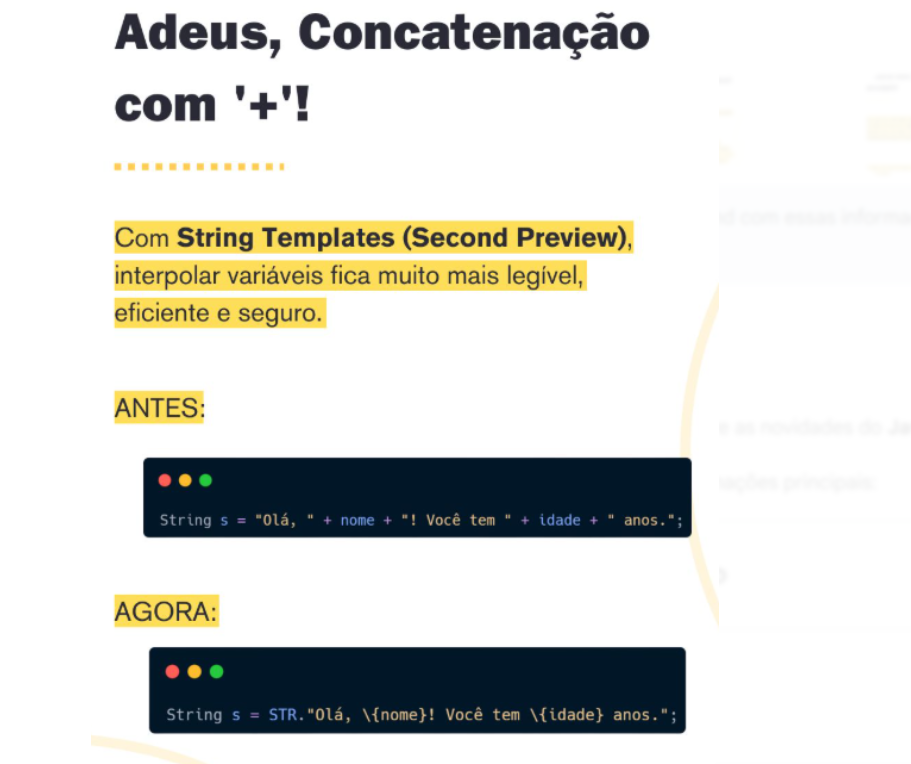 Adeus, Concatenação
com '+'!
Com String Templates (Second Preview),
interpolar variáveis fica muito mais legível,
eficiente e seguro.
ANTES:
String s = "Olá, " + nome + "! Você tem " + idade + " anos.";
AGORA:
String s = STR."Olá, \{nome}! Você tem \{idade} anos.";